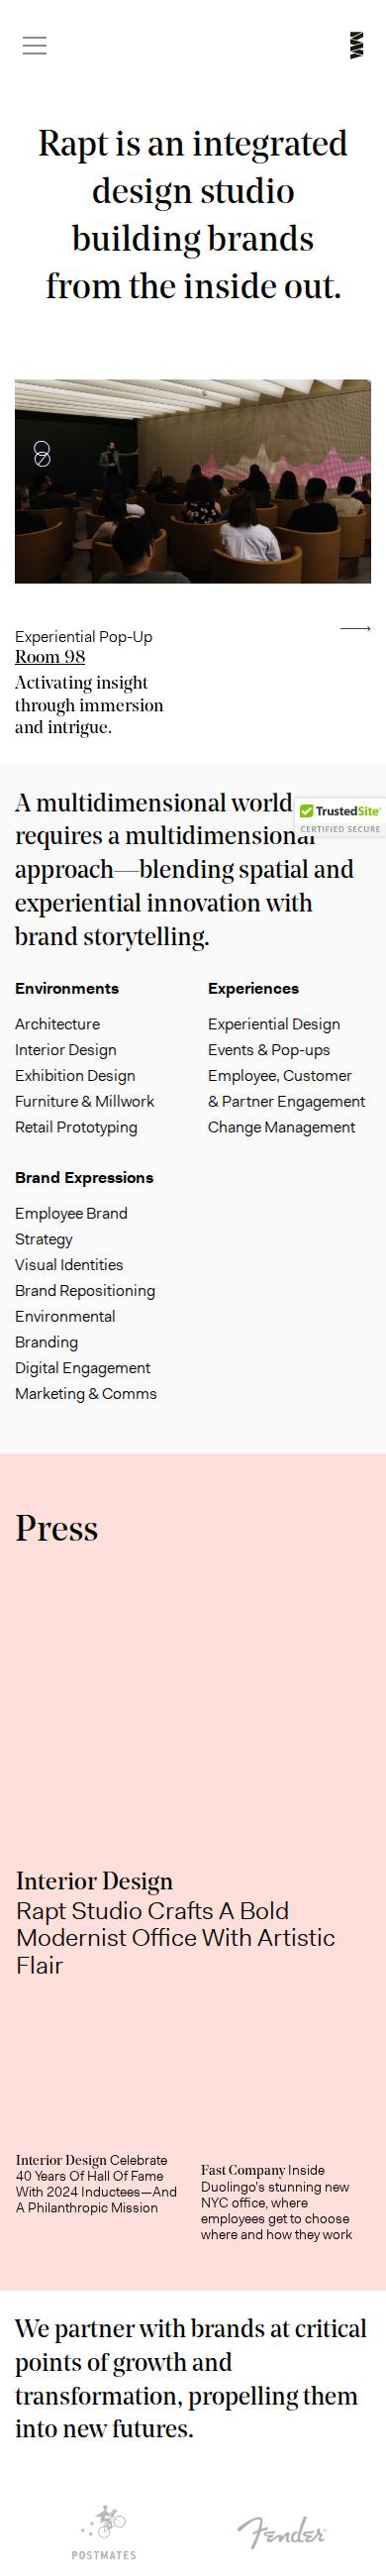 Rapt is an integrated
design studio
building brands
from the inside out.
Experiential Pop-Up
Room 98
Activating insight
through immersion
and intrigue.
A multidimensional world
requires a multidimensional
approach—blending spatial and
experiential innovation with
brand storytelling.
TrustedSite
CERTIFIED SECURE
Environments
Architecture
Interior Design
Exhibition Design
Furniture & Millwork
Retail Prototyping
Experiences
Experiential Design
Events & Pop-ups
Employee, Customer
& Partner Engagement
Change Management
Brand Expressions
Employee Brand
Strategy
Visual Identities
Brand Repositioning
Environmental
Branding
Digital Engagement
Marketing & Comms
Press
Interior Design
Rapt Studio Crafts A Bold
Modernist Office With Artistic
Flair
Interior Design Celebrate
40 Years Of Hall Of Fame
With 2024 Inductees—And
A Philanthropic Mission
Fast Company Inside
Duolingo's stunning new
NYC office, where
employees get to choose
where and how they work
We partner with brands at critical
points of growth and
transformation, propelling them
into new futures.
POSTMATES
Fender